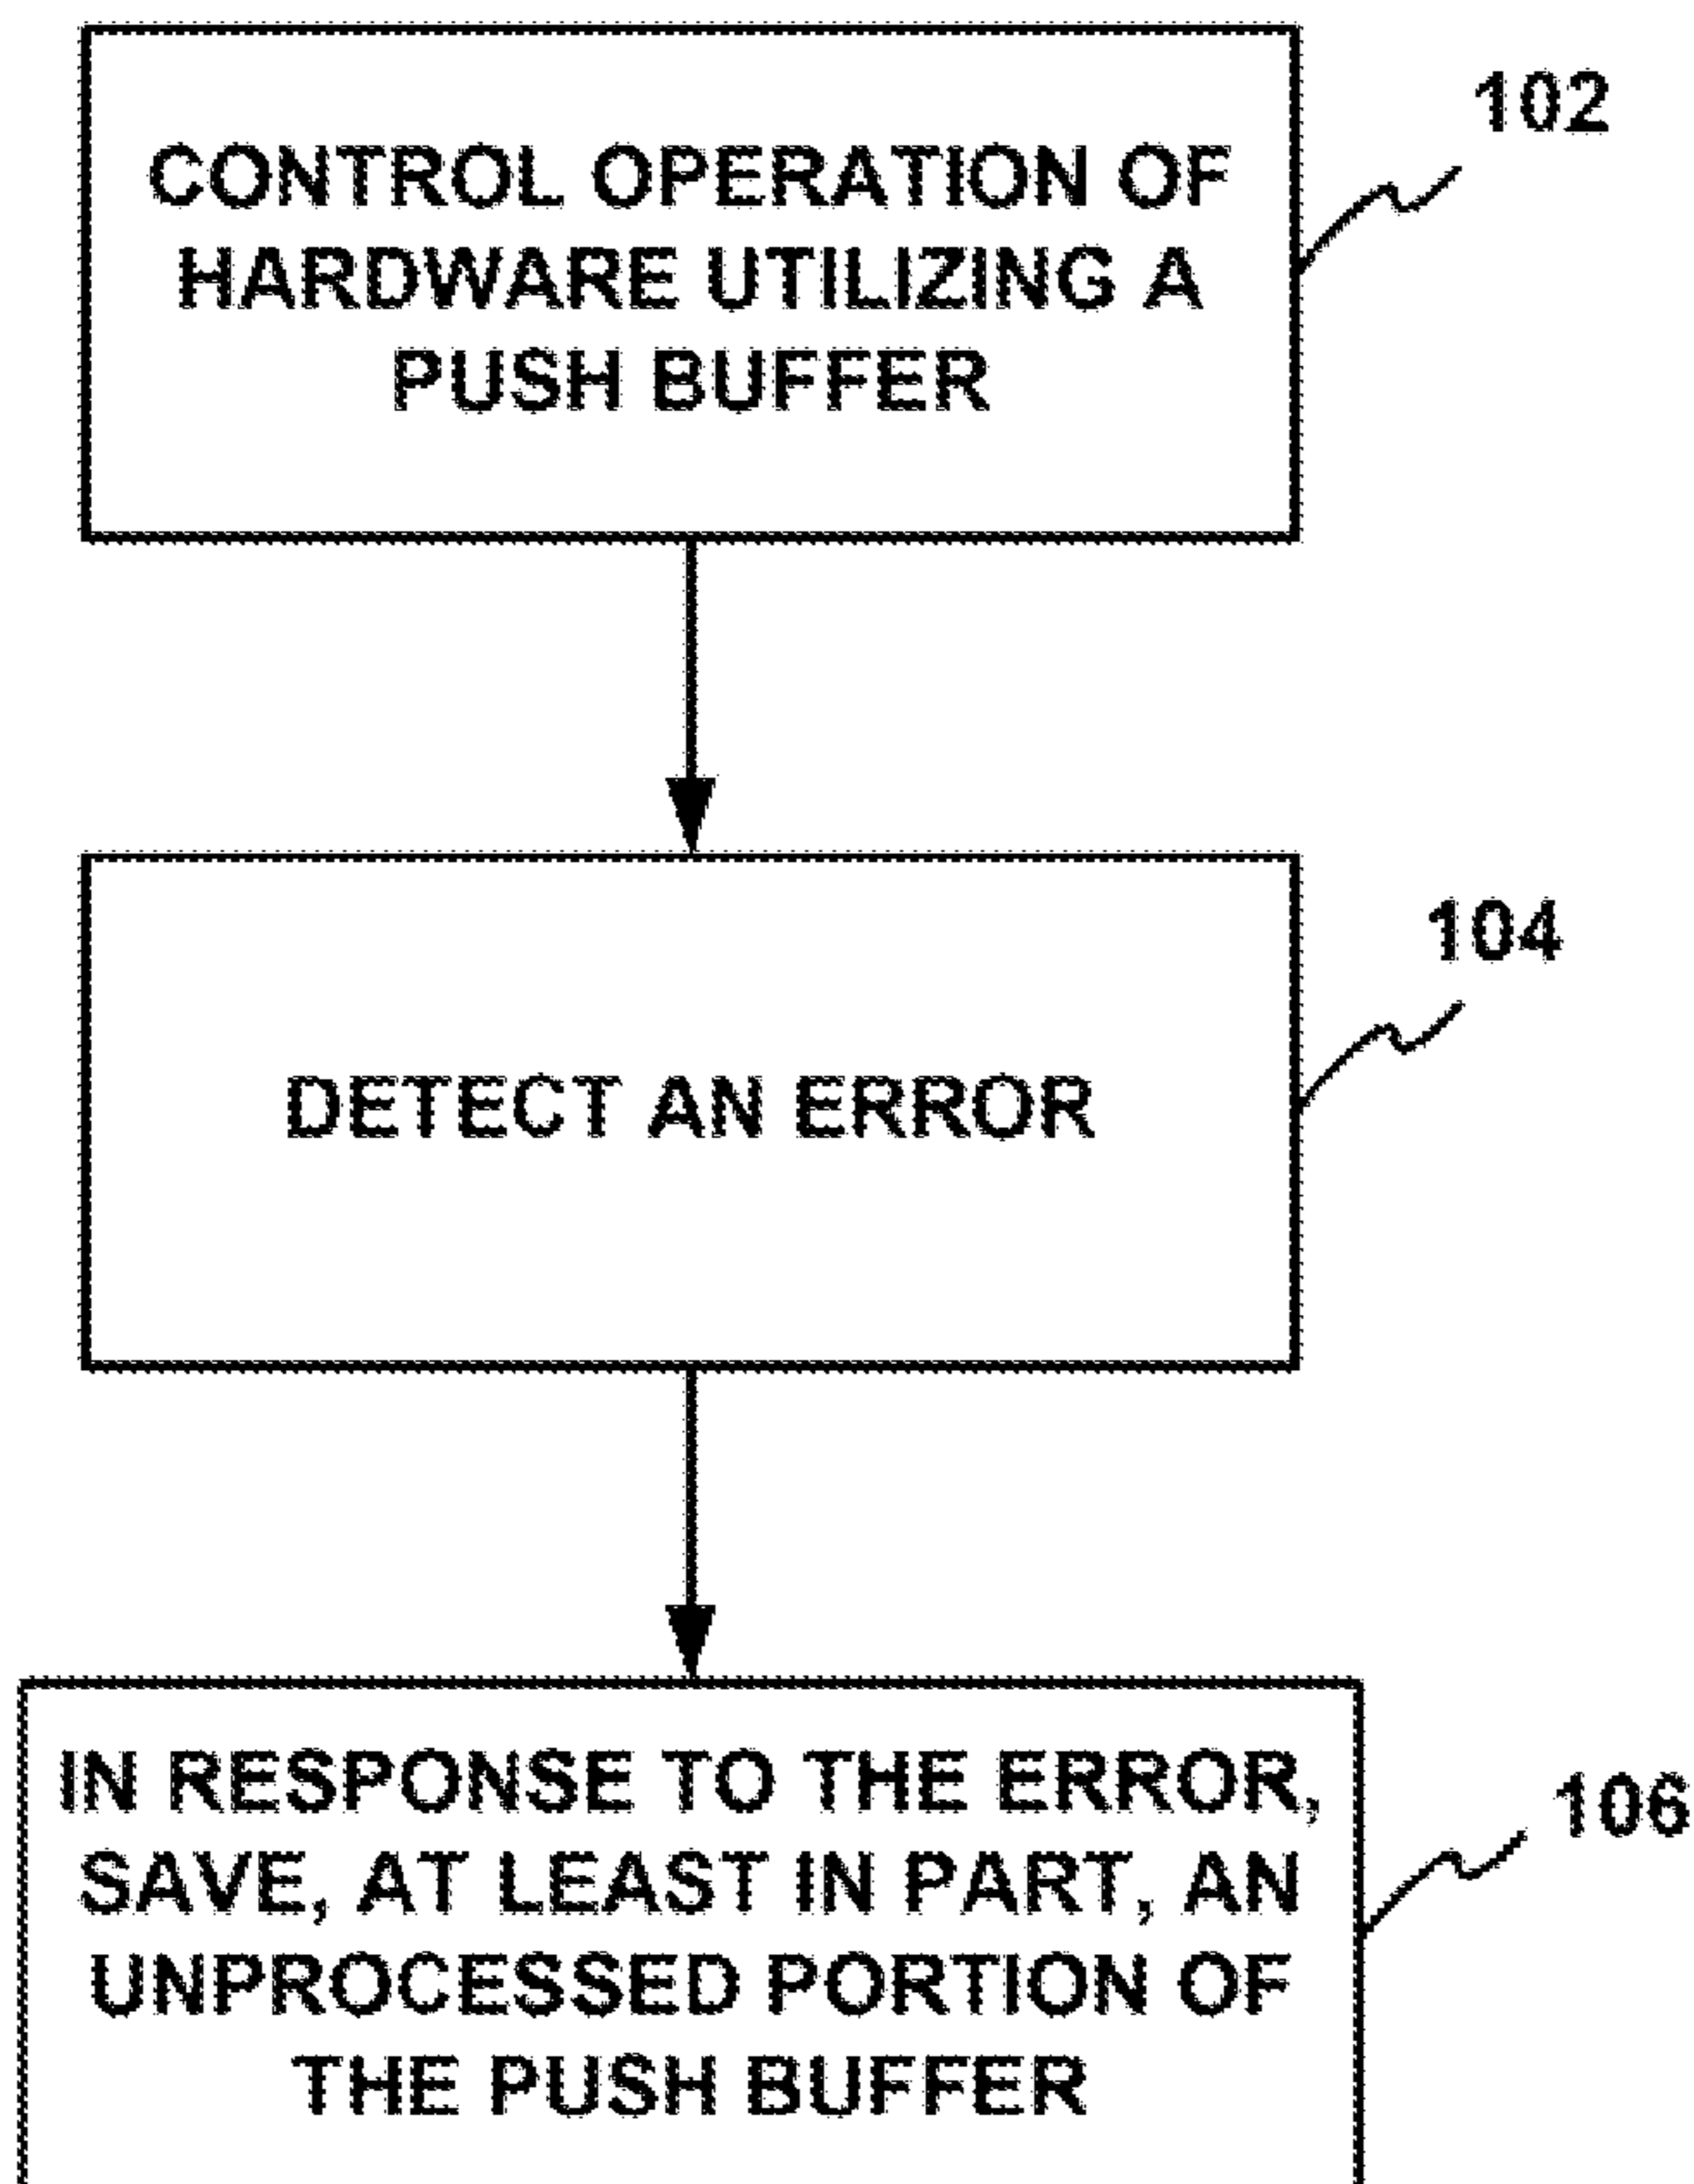 102
CONTROL OPERATION OF
HARDWARE UTILIZING A
PUSH BUFFER
104
DETECT AN ERROR
IN RESPONSE TO THE ERROR,
SAVE, AT LEAST IN PART, AN
UNPROCESSED PORTION OF
THE PUSH BUFFER
106